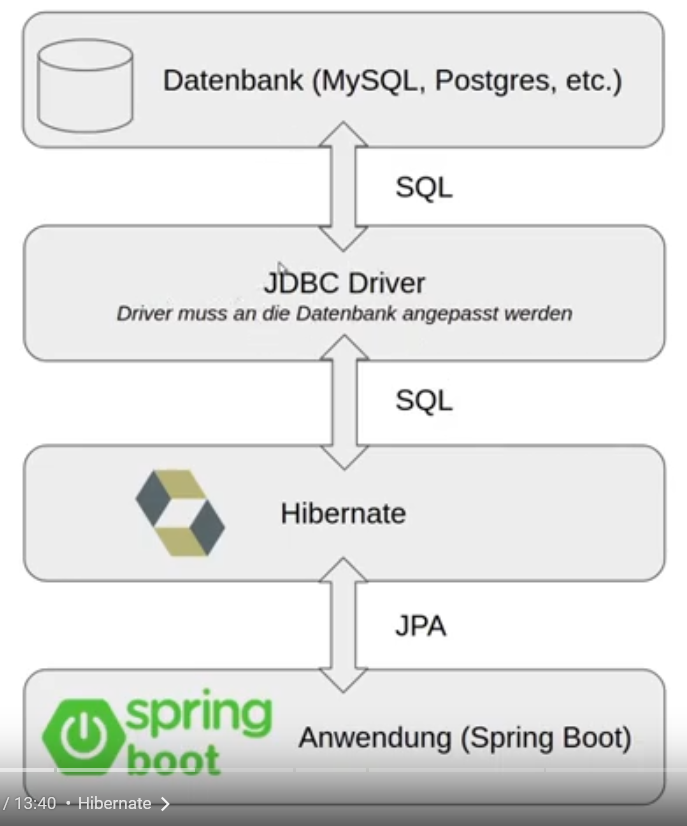 Datenbank (MySQL, Postgres, etc.)
SQL
JDBC Driver
Driver muss an die Datenbank angepasst werden
SQL
Hibernate
JPA
spring
boot
Anwendung (Spring Boot)
/ 13:40 • Hibernate >